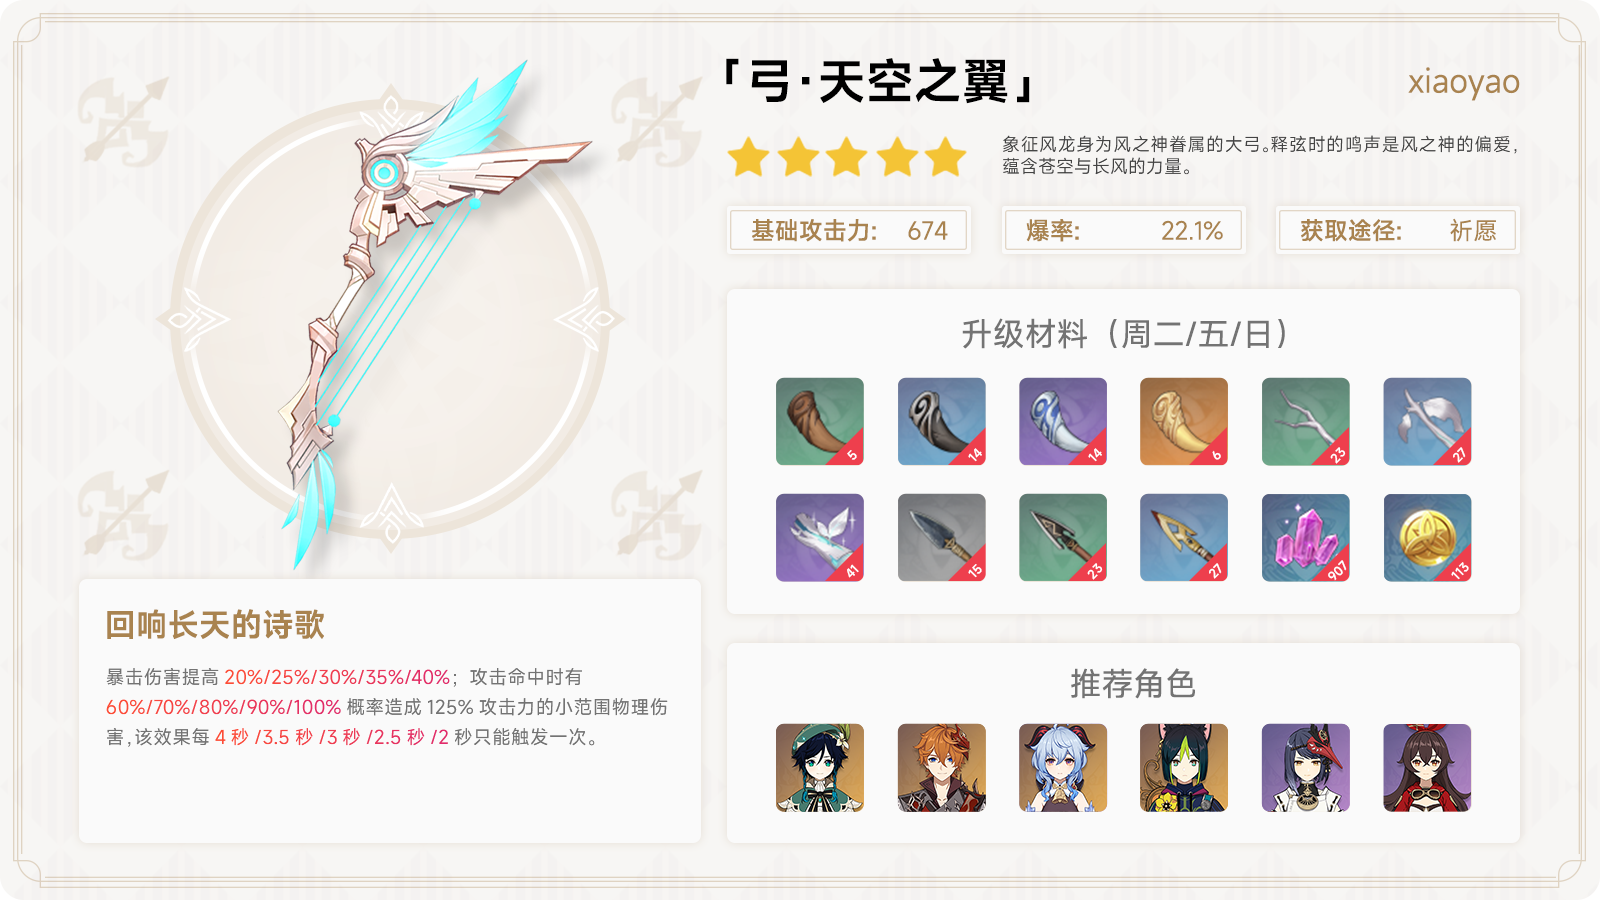 「弓·天空之翼」
xiaoyao
象征风龙身为风之神眷属的大弓。释弦时的鸣声是风之神的偏爱,
蕴含苍空与长风的力量。
基础攻击力: 674
爆率: 22.1%
获取途径: 祈愿
升级材料（周二/五/日）
5 14 14 6 23 27
41 15 23 27 907 113
回响长天的诗歌
暴击伤害提高 20%/25%/30%/35%/40%；攻击命中时有
60%/70%/80%/90%/100% 概率造成 125% 攻击力的小范围物理伤
害,该效果每 4 秒 /3.5 秒 /3 秒 /2.5 秒 /2 秒只能触发一次。
推荐角色